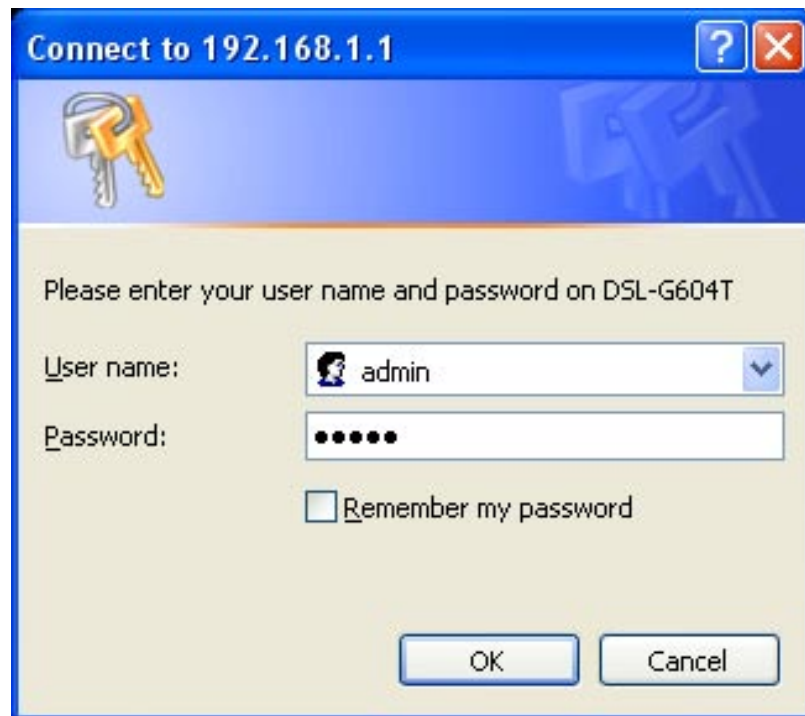 Connect to 192.168.1.1
?
Please enter your user name and password on DSL-G604T
User name: admin
Password: •••••
Remember my password
OK Cancel